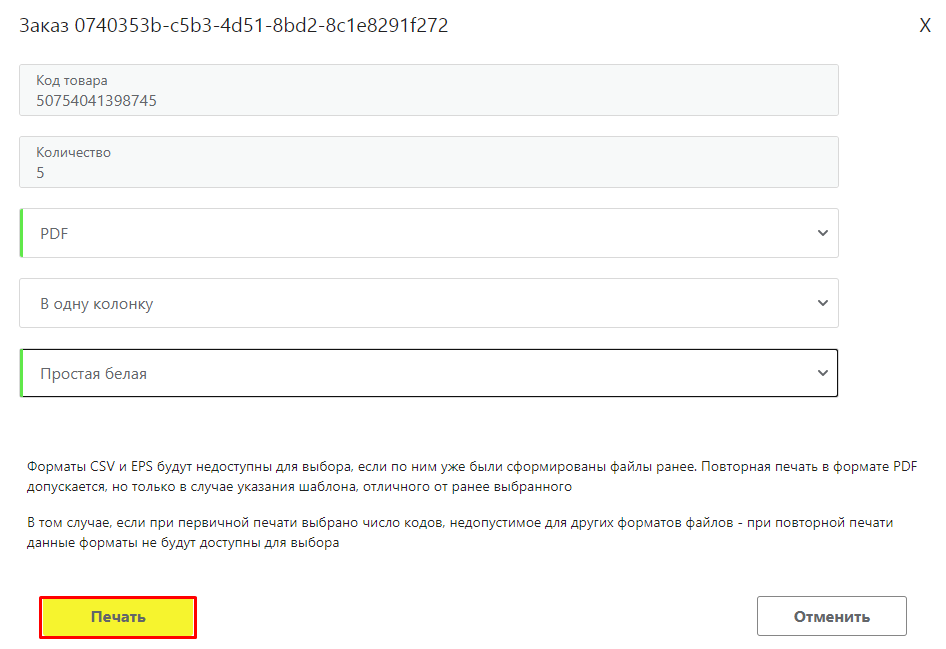 Заказ 0740353b-c5b3-4d51-8bd2-8c1e8291f272
X
Код товара
50754041398745
Количество
5
PDF
В одну колонку
Простая белая
Форматы CSV и EPS будут недоступны для выбора, если по ним уже были сформированы файлы ранее. Повторная печать в формате PDF
допускается, но только в случае указания шаблона, отличного от ранее выбранного
В том случае, если при первичной печати выбрано число кодов, недопустимое для других форматов файлов - при повторной печати
данные форматы не будут доступны для выбора
Печать
Отменить